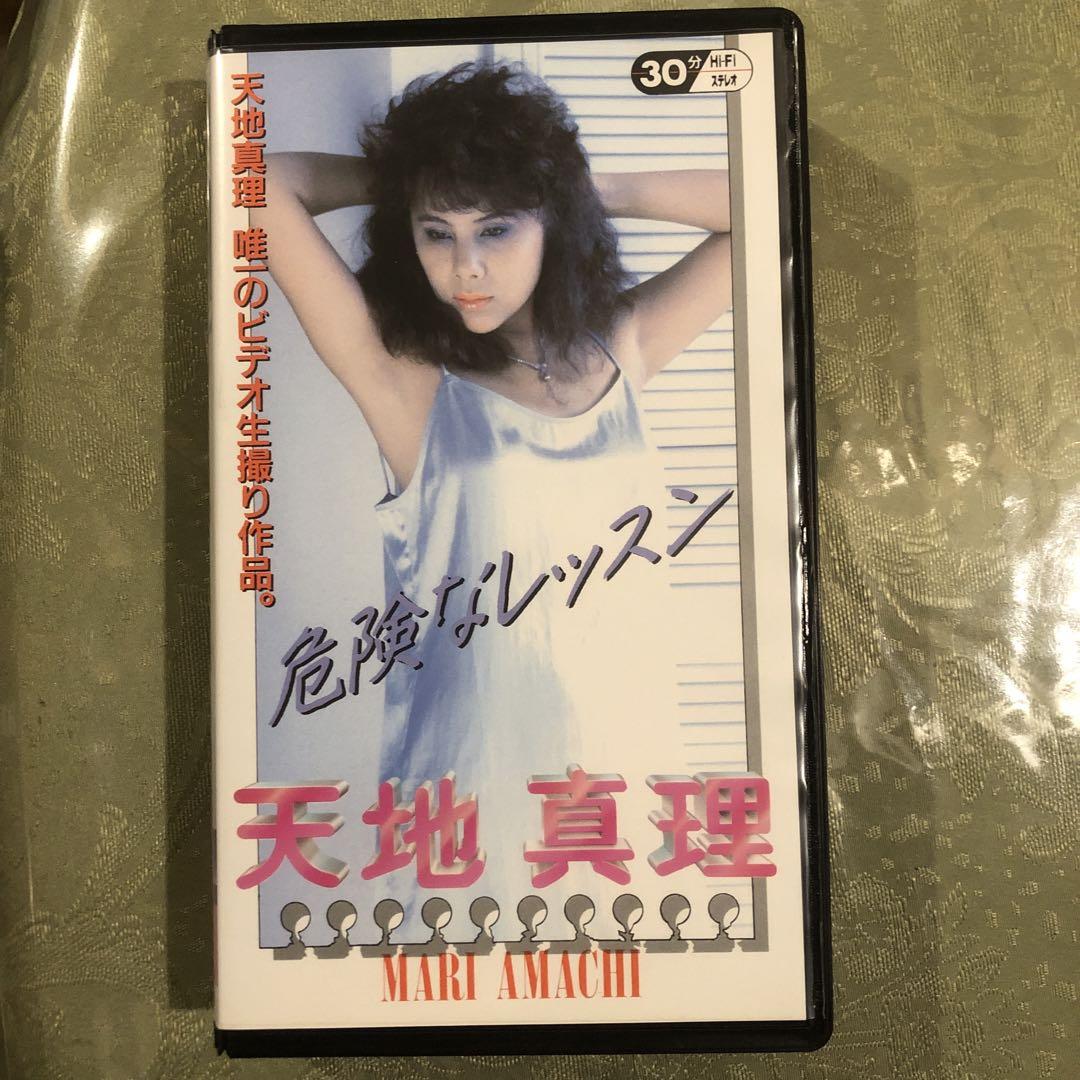 30分 Hi-Fi
ステレオ
天地真理 唯一のビデオ生撮り作品。
危険なレッスン
天地真理
MARI AMACHI